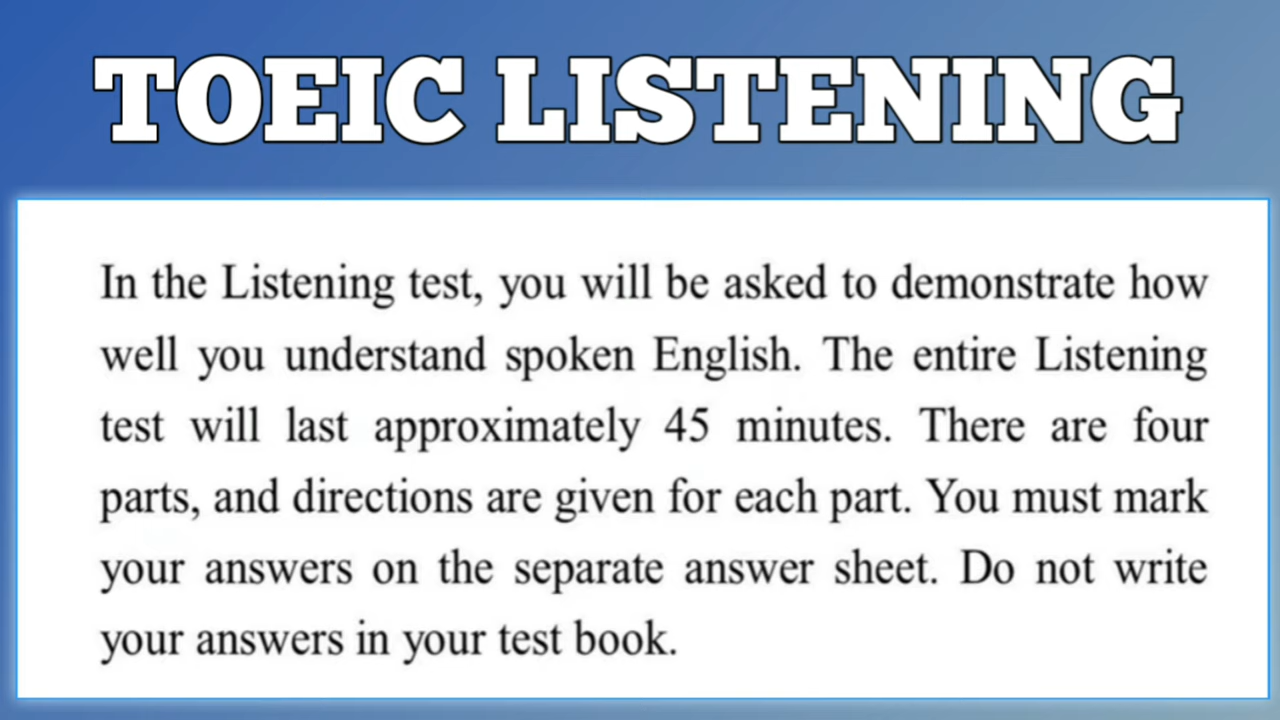 TOEIC LISTENING
In the Listening test, you will be asked to demonstrate how
well you understand spoken English. The entire Listening
test will last approximately 45 minutes. There are four
parts, and directions are given for each part. You must mark
your answers on the separate answer sheet. Do not write
your answers in your test book.